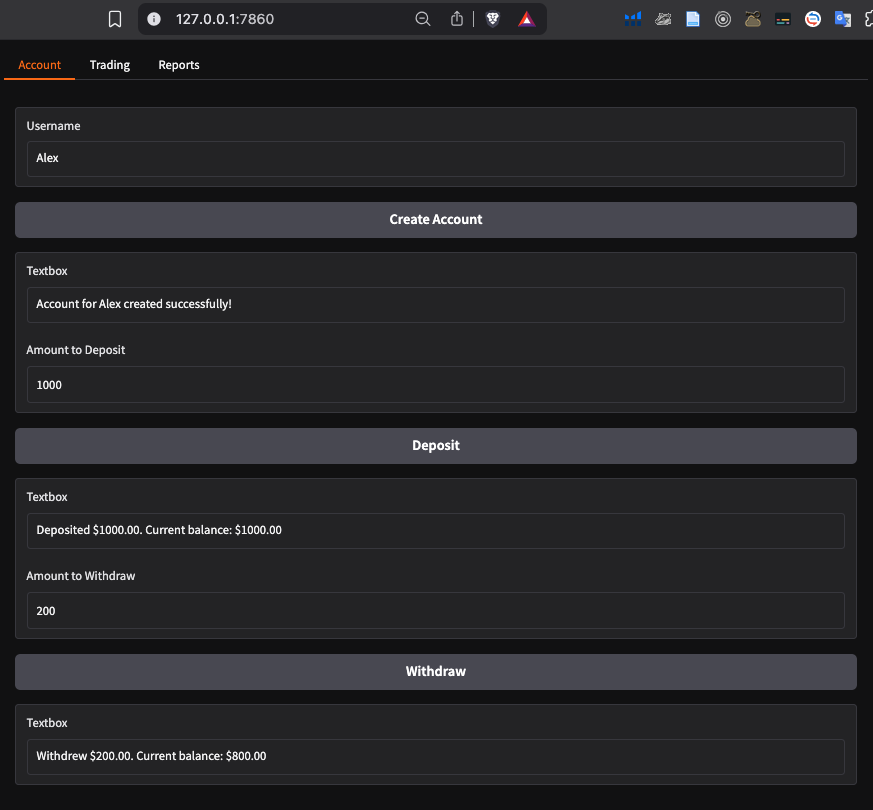 127.0.0.1:7860
Account Trading Reports
Username
Alex
Create Account
Textbox
Account for Alex created successfully!
Amount to Deposit
1000
Deposit
Textbox
Deposited $1000.00. Current balance: $1000.00
Amount to Withdraw
200
Withdraw
Textbox
Withdrew $200.00. Current balance: $800.00